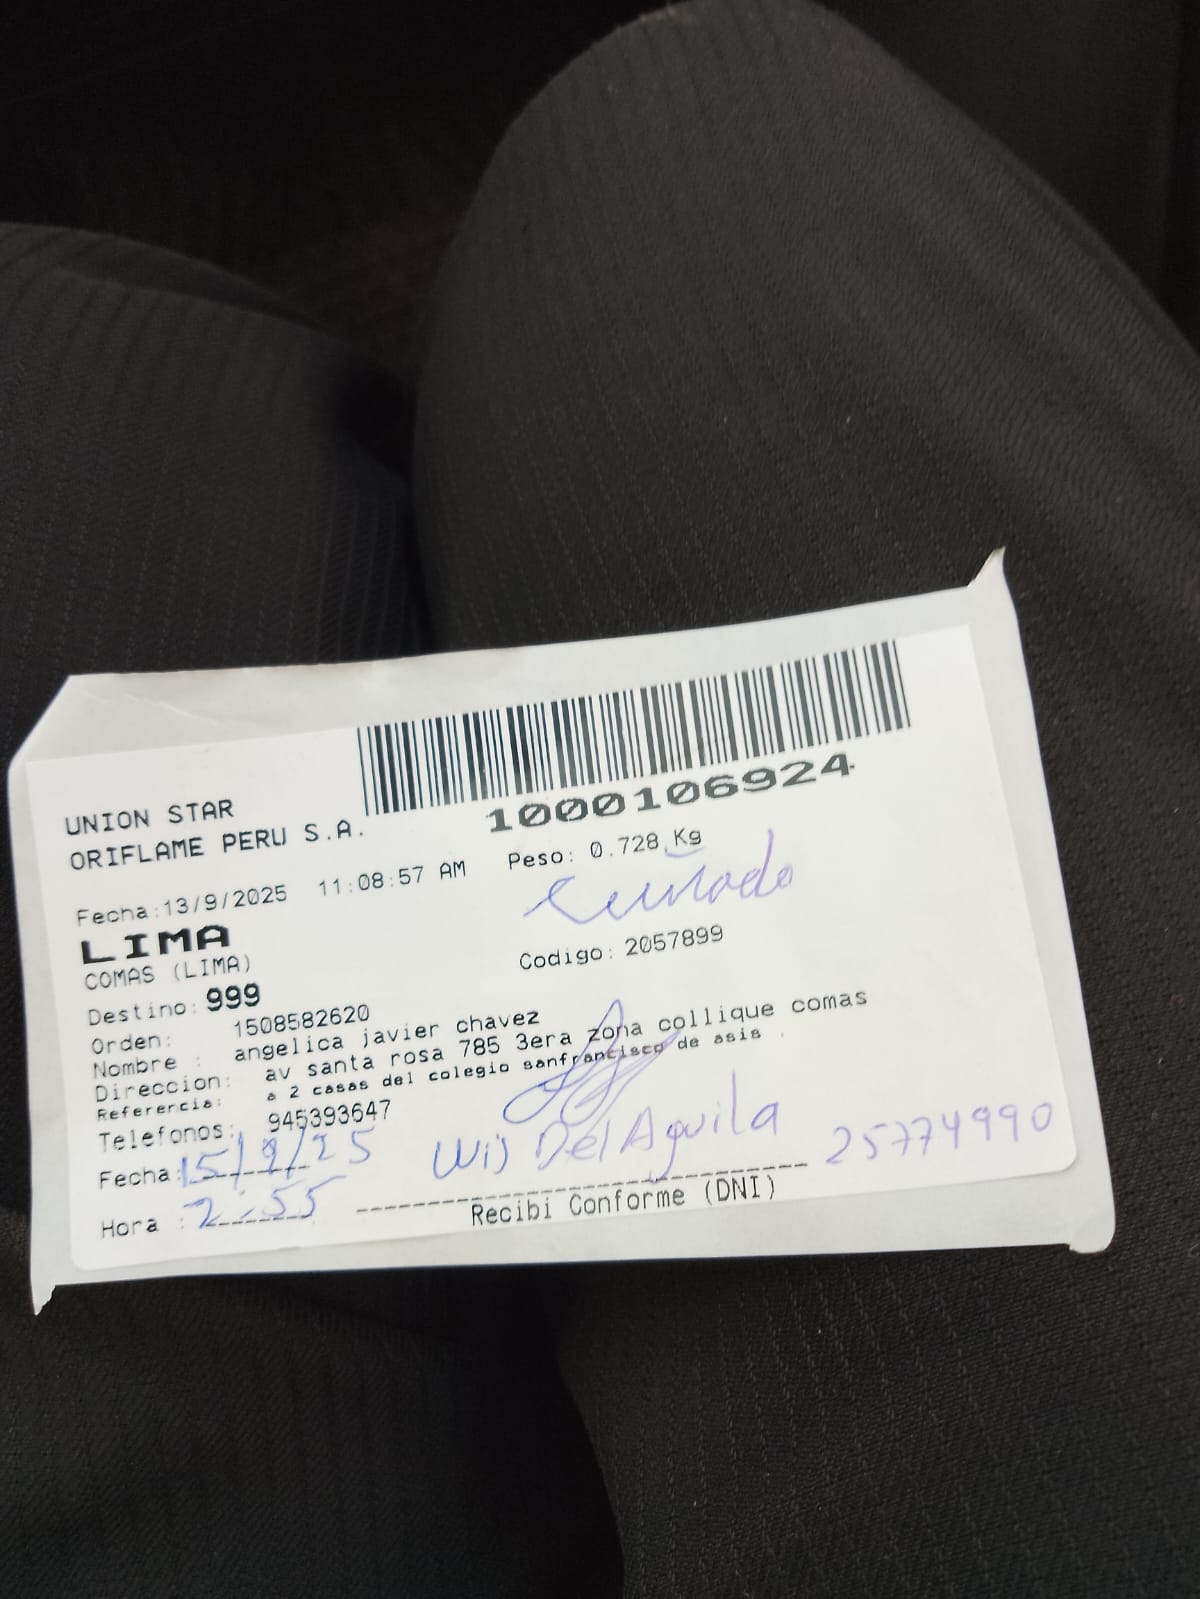 UNION STAR
ORIFLAME PERU S.A.
1000106924
Fecha:13/9/2025 11:08:57 AM Peso: 0.728 Kg
LIMA
Cuñado
COMAS (LIMA)
Codigo: 2057899
Destino: 999
Orden: 1508582620
Nombre : angelica javier chavez
Direccion: av santa rosa 785 3era zona collique comas
Referencia: a 2 casas del colegio sanfrancisco de asis
Telefonos: 945393647
Fecha: 15/9/25 Del Aguila 25774990
Hora : 2:55
Recibi Conforme (DNI)